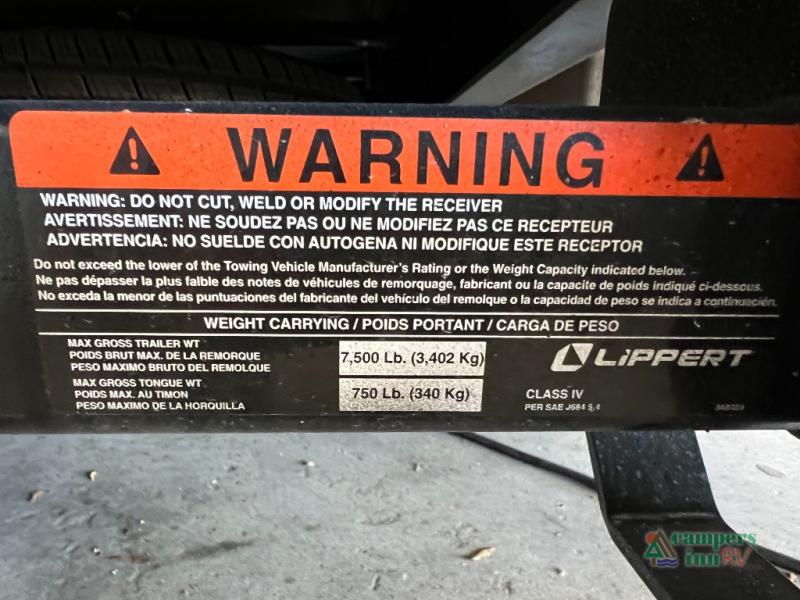 WARNING
WARNING: DO NOT CUT, WELD OR MODIFY THE RECEIVER
AVERTISSEMENT: NE SOUDEZ PAS OU NE MODIFIEZ PAS CE RECEPTEUR
ADVERTENCIA: NO SUELDE CON AUTOGENA NI MODIFIQUE ESTE RECEPTOR
Do not exceed the lower of the Towing Vehicle Manufacturer's Rating or the Weight Capacity indicated below.
Ne pas dépasser la plus faible des notes de véhicules de remorquage, fabricant ou la capacite de poids indiqué ci-dessous.
No exceda la menor de las puntuaciones del fabricante del vehículo del remolque o la capacidad de peso se indica a continuación.
WEIGHT CARRYING / POIDS PORTANT / CARGA DE PESO
MAX GROSS TRAILER WT
POIDS BRUT MAX. DE LA REMORQUE
PESO MAXIMO BRUTO DEL REMOLQUE
7,500 Lb. (3,402 Kg)
LIPPERT
MAX GROSS TONGUE WT
POIDS MAX. AU TIMON
PESO MAXIMO DE LA HORQUILLA
750 Lb. (340 Kg)
CLASS IV
PER SAE J684 5.4
campers
inn RV